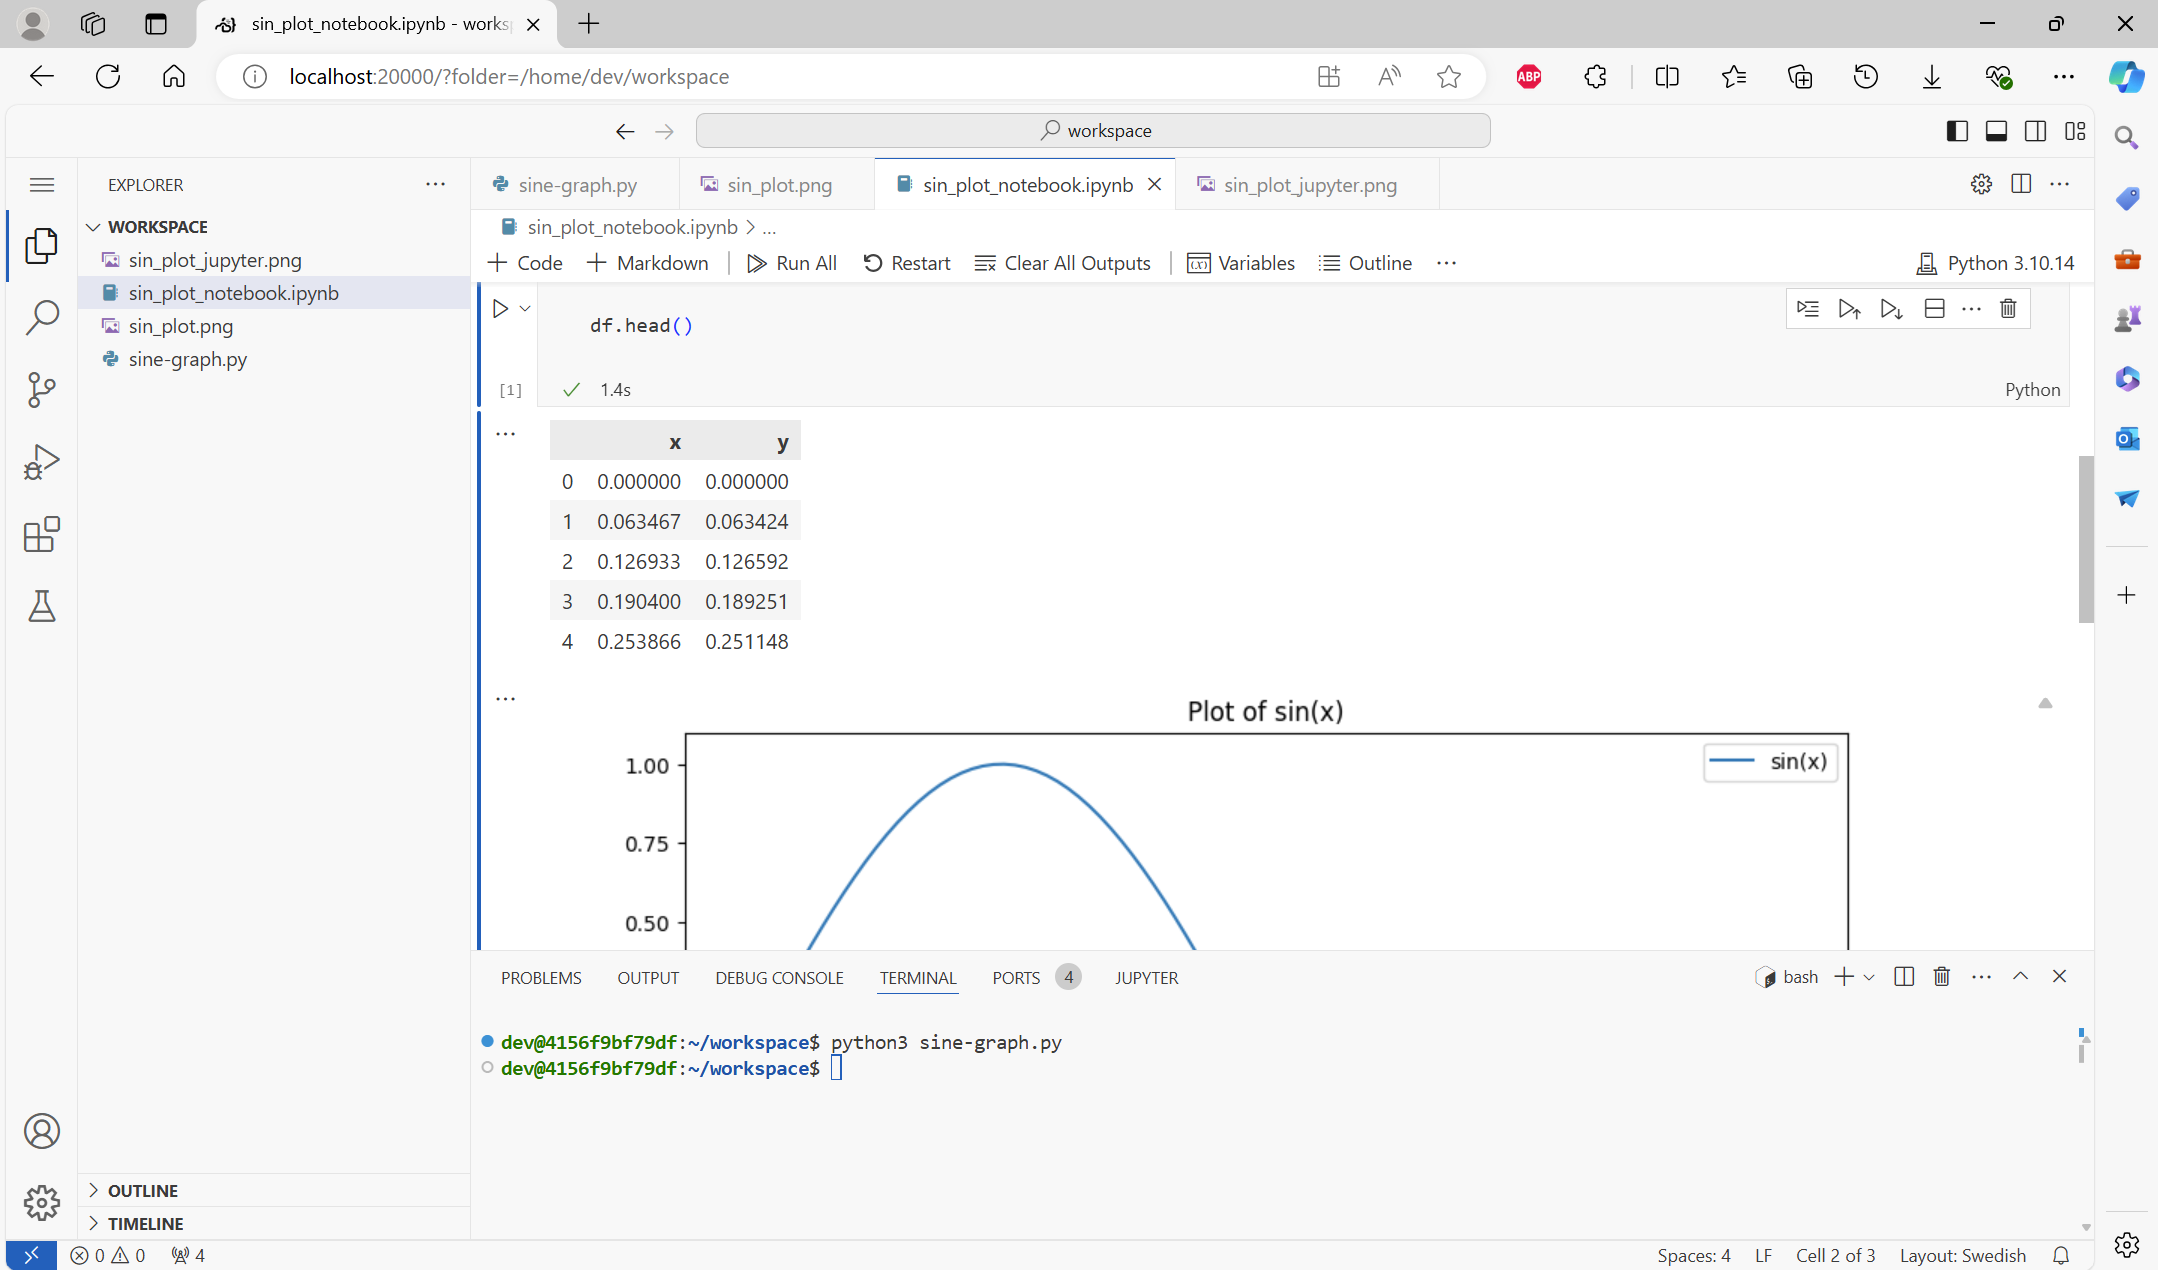 sin_plot_notebook.ipynb - works
localhost:20000/?folder=/home/dev/workspace
ABP
workspace
EXPLORER
WORKSPACE
sin_plot_jupyter.png
sin_plot_notebook.ipynb
sin_plot.png
sine-graph.py
OUTLINE
TIMELINE
sine-graph.py
sin_plot.png
sin_plot_notebook.ipynb
sin_plot_jupyter.png
sin_plot_notebook.ipynb > ...
+ Code + Markdown Run All Restart Clear All Outputs Variables Outline ...
Python 3.10.14
df.head()
[1] 1.4s Python
x y
0 0.000000 0.000000
1 0.063467 0.063424
2 0.126933 0.126592
3 0.190400 0.189251
4 0.253866 0.251148
Plot of sin(x)
sin(x)
1.00
0.75
0.50
PROBLEMS OUTPUT DEBUG CONSOLE TERMINAL PORTS 4 JUPYTER
bash
dev@4156f9bf79df:~/workspace$ python3 sine-graph.py
dev@4156f9bf79df:~/workspace$
0 0 4
Spaces: 4 LF Cell 2 of 3 Layout: Swedish